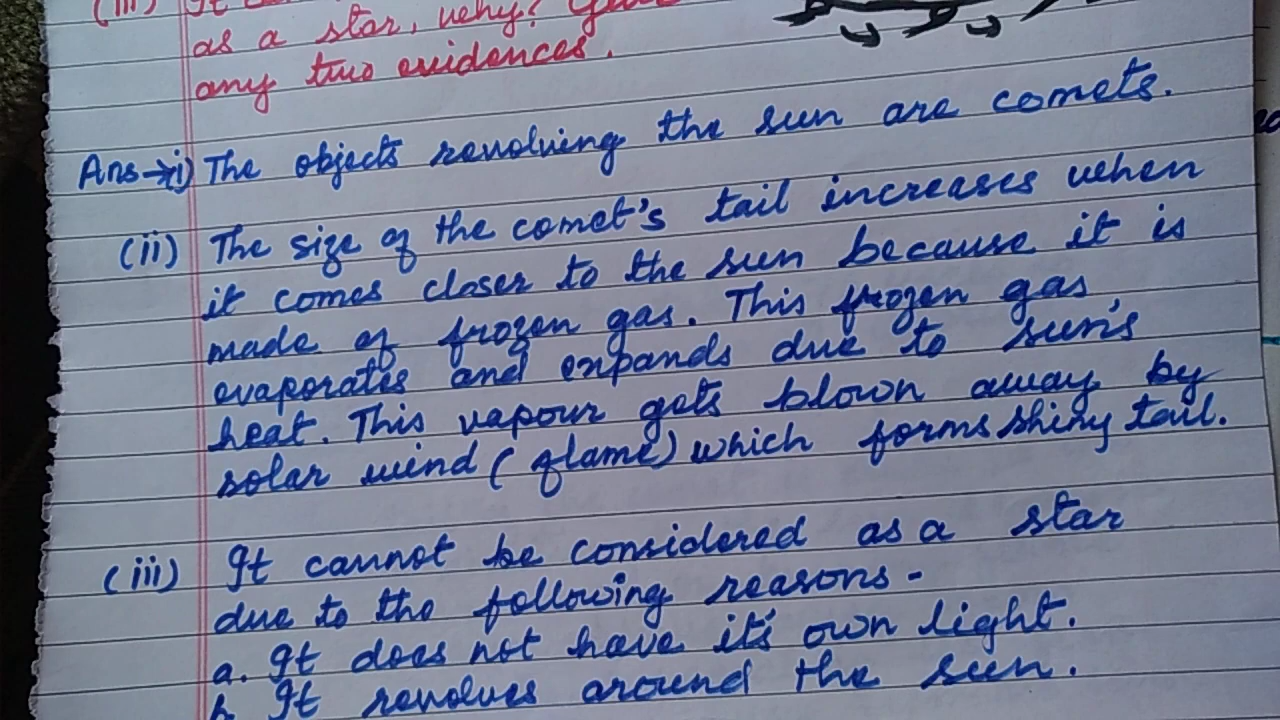 (iii) It
as a star, why? Give
any two evidences.
Ans→i) The objects revolving the sun are comets.
(ii) The size of the comet's tail increases when
it comes closer to the sun because it is
made of frozen gas. This frozen gas
evaporates and expands due to sun's
heat. This vapour gets blown away by
solar wind (flame) which forms shiny tail.
(iii) It cannot be considered as a star
due to the following reasons -
a. It does not have it's own light.
b. It revolves around the sun.